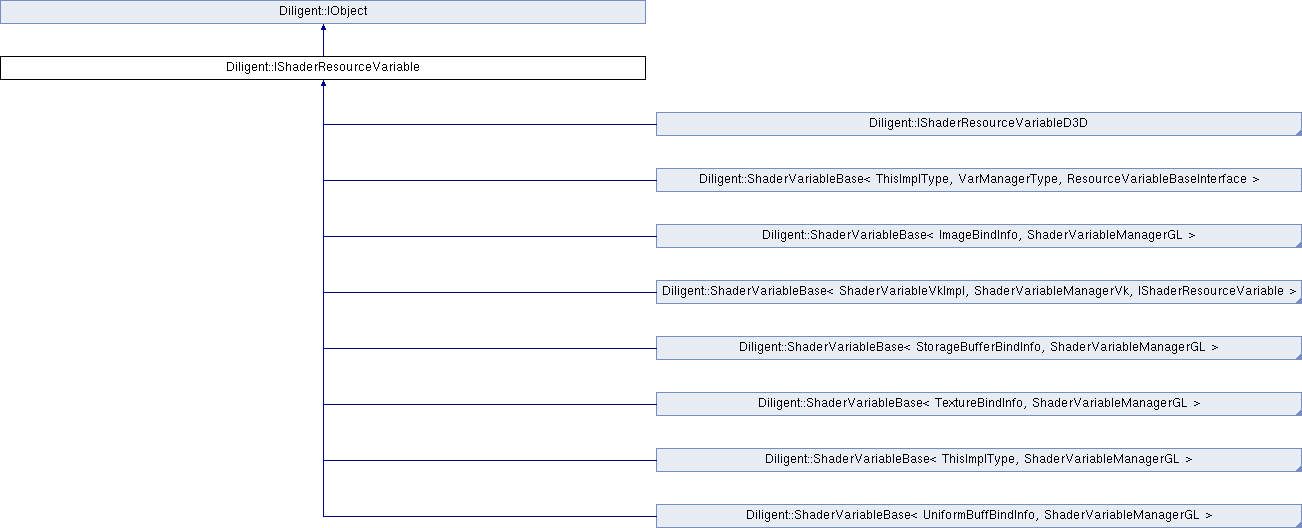 Diligent::IObject
Diligent::IShaderResourceVariable
Diligent::IShaderResourceVariableD3D
Diligent::ShaderVariableBase< ThisImplType, VarManagerType, ResourceVariableBaseInterface >
Diligent::ShaderVariableBase< ImageBindInfo, ShaderVariableManagerGL >
Diligent::ShaderVariableBase< ShaderVariableVkImpl, ShaderVariableManagerVk, IShaderResourceVariable >
Diligent::ShaderVariableBase< StorageBufferBindInfo, ShaderVariableManagerGL >
Diligent::ShaderVariableBase< TextureBindInfo, ShaderVariableManagerGL >
Diligent::ShaderVariableBase< ThisImplType, ShaderVariableManagerGL >
Diligent::ShaderVariableBase< UniformBuffBindInfo, ShaderVariableManagerGL >